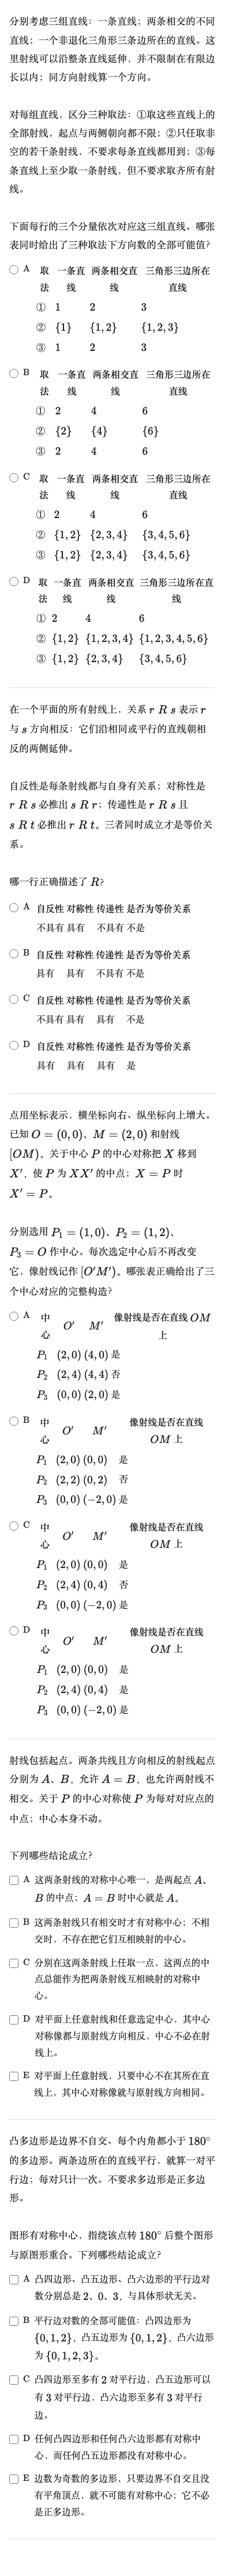 分别考虑三组直线：一条直线；两条相交的不同
直线；一个非退化三角形三条边所在的直线。这
里射线可以沿整条直线延伸，并不限制在有限边
长以内；同方向射线算一个方向。
对每组直线，区分三种取法：①取这些直线上的
全部射线，起点与两侧朝向都不限；②只任取非
空的若干条射线，不要求每条直线都用到；③每
条直线上至少取一条射线，但不要求取齐所有射
线。
下面每行的三个分量依次对应这三组直线。哪张
表同时给出了三种取法下方向数的全部可能值？
A 取 一条直 两条相交直 三角形三边所在
法 线 线 直线
① 1 2 3
② {1} {1, 2} {1, 2, 3}
③ 1 2 3
B 取 一条直 两条相交直 三角形三边所在
法 线 线 直线
① 2 4 6
② {2} {4} {6}
③ 2 4 6
C 取 一条直 两条相交直 三角形三边所在
法 线 线 直线
① 2 4 6
② {1, 2} {2, 3, 4} {3, 4, 5, 6}
③ {1, 2} {2, 3, 4} {3, 4, 5, 6}
D 取 一条直 两条相交直 三角形三边所在直
法 线 线 线
① 2 4 6
② {1, 2} {1, 2, 3, 4} {1, 2, 3, 4, 5, 6}
③ {1, 2} {2, 3, 4} {3, 4, 5, 6}
在一个平面的所有射线上，关系 r R s 表示 r
与 s 方向相反：它们沿相同或平行的直线朝相
反的两侧延伸。
自反性是每条射线都与自身有关系；对称性是
r R s 必推出 s R r；传递性是 r R s 且
s R t 必推出 r R t。三者同时成立才是等价关
系。
哪一行正确描述了 R？
A 自反性 对称性 传递性 是否为等价关系
不具有 具有 不具有 不是
B 自反性 对称性 传递性 是否为等价关系
具有 具有 不具有 不是
C 自反性 对称性 传递性 是否为等价关系
不具有 具有 具有 不是
D 自反性 对称性 传递性 是否为等价关系
具有 具有 具有 是
点用坐标表示，横坐标向右、纵坐标向上增大。
已知 O = (0, 0)、M = (2, 0) 和射线
[OM)。关于中心 P 的中心对称把 X 移到
X′，使 P 为 XX′ 的中点；X = P 时
X′ = P。
分别选用 P₁ = (1, 0)、P₂ = (1, 2)、
P₃ = O 作中心。每次选定中心后不再改变
它，像射线记作 [O′M′)。哪张表正确给出了三
个中心对应的完整构造？
A 中 O′ M′ 像射线是否在直线 OM
心 上
P₁ (2, 0) (4, 0) 是
P₂ (2, 4) (4, 4) 否
P₃ (0, 0) (2, 0) 是
B 中 O′ M′ 像射线是否在直线
心 OM 上
P₁ (2, 0) (0, 0) 是
P₂ (2, 2) (0, 2) 否
P₃ (0, 0) (−2, 0) 是
C 中 O′ M′ 像射线是否在直线
心 OM 上
P₁ (2, 0) (0, 0) 是
P₂ (2, 4) (0, 4) 否
P₃ (0, 0) (−2, 0) 是
D 中 O′ M′ 像射线是否在直线
心 OM 上
P₁ (2, 0) (0, 0) 是
P₂ (2, 4) (0, 4) 是
P₃ (0, 0) (−2, 0) 是
射线包括起点。两条共线且方向相反的射线起点
分别为 A、B，允许 A = B，也允许两射线不
相交。关于 P 的中心对称使 P 为每对对应点的
中点；中心本身不动。
下列哪些结论成立？
A 这两条射线的对称中心唯一，是两起点 A、
B 的中点；A = B 时中心就是 A。
B 这两条射线只有相交时才有对称中心；不相
交时，不存在把它们互相映射的中心。
C 分别在这两条射线上任取一点，这两点的中
点总能作为把两条射线互相映射的对称中
心。
D 对平面上任意射线和任意选定中心，其中心
对称像都与原射线方向相反，中心不必在射
线上。
E 对平面上任意射线，只要中心不在其所在直
线上，其中心对称像就与原射线方向相同。
凸多边形是边界不自交、每个内角都小于 180°
的多边形。两条边所在的直线平行，就算一对平
行边；每对只计一次。不要求多边形是正多边
形。
图形有对称中心，指绕该点转 180° 后整个图形
与原图形重合。下列哪些结论成立？
A 凸四边形、凸五边形、凸六边形的平行边对
数分别总是 2、0、3，与具体形状无关。
B 平行边对数的全部可能值：凸四边形为
{0, 1, 2}，凸五边形为 {0, 1, 2}，凸六边形
为 {0, 1, 2, 3}。
C 凸四边形至多有 2 对平行边，凸五边形可以
有 3 对平行边，凸六边形至多有 3 对平行
边。
D 任何凸四边形和任何凸六边形都有对称中
心，而任何凸五边形都没有对称中心。
E 边数为奇数的多边形，只要边界不自交且没
有平角顶点，就不可能有对称中心；它不必
是正多边形。